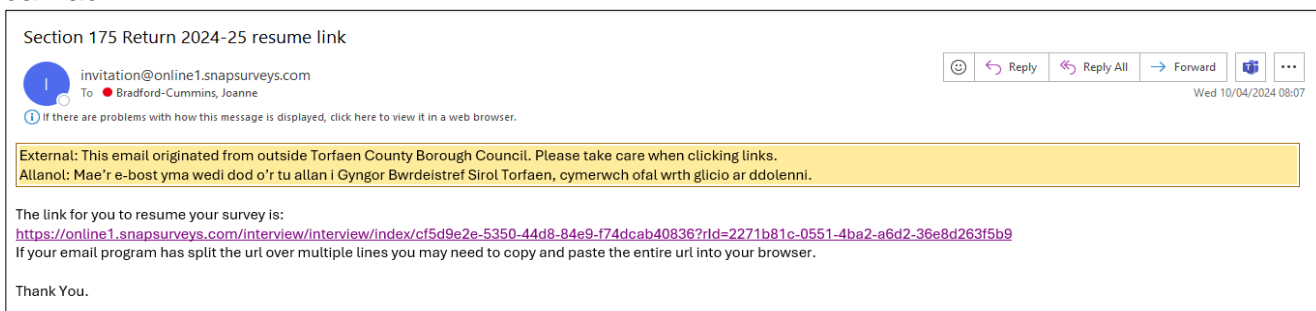 Section 175 Return 2024-25 resume link
I
invitation@online1.snapsurveys.com
To Bradford-Cummins, Joanne
Reply
Reply All
Forward
Wed 10/04/2024 08:07
If there are problems with how this message is displayed, click here to view it in a web browser.
External: This email originated from outside Torfaen County Borough Council. Please take care when clicking links.
Allanol: Mae'r e-bost yma wedi dod o'r tu allan i Gyngor Bwrdeistref Sirol Torfaen, cymerwch ofal wrth glicio ar ddolenni.
The link for you to resume your survey is:
https://online1.snapsurveys.com/interview/interview/index/cf5d9e2e-5350-44d8-84e9-f74dcab40836?rId=2271b81c-0551-4ba2-a6d2-36e8d263f5b9
If your email program has split the url over multiple lines you may need to copy and paste the entire url into your browser.
Thank You.